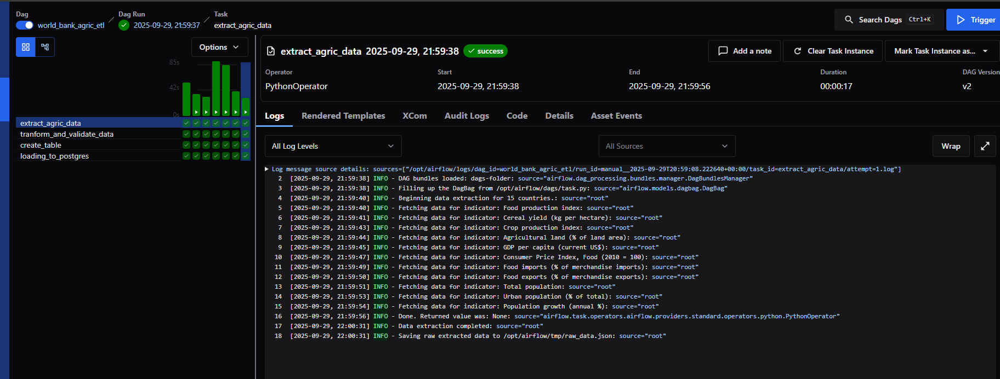 Dag
world_bank_agric_etl
Dag Run
2025-09-29, 21:59:37
Task
extract_agric_data
Search Dags Ctrl+K
Trigger
Options
85s
42s
0s
extract_agric_data
tranform_and_validate_data
create_table
loading_to_postgres
extract_agric_data 2025-09-29, 21:59:38 success
Add a note
Clear Task Instance
Mark Task Instance as...
Operator Start End Duration DAG Version
PythonOperator 2025-09-29, 21:59:38 2025-09-29, 21:59:56 00:00:17 v2
Logs Rendered Templates XCom Audit Logs Code Details Asset Events
All Log Levels All Sources Wrap
Log message source details: sources=["/opt/airflow/logs/dag_id=world_bank_agric_etl/run_id=manual__2025-09-29T20:59:08.222640+00:00/task_id=extract_agric_data/attempt=1.log"]
2 [2025-09-29, 21:59:38] INFO - DAG bundles loaded: dags-folder: source="airflow.dag_processing.bundles.manager.DagBundlesManager"
3 [2025-09-29, 21:59:38] INFO - Filling up the DagBag from /opt/airflow/dags/task.py: source="airflow.models.dagbag.DagBag"
4 [2025-09-29, 21:59:40] INFO - Beginning data extraction for 15 countries.: source="root"
5 [2025-09-29, 21:59:40] INFO - Fetching data for indicator: Food production index: source="root"
6 [2025-09-29, 21:59:41] INFO - Fetching data for indicator: Cereal yield (kg per hectare): source="root"
7 [2025-09-29, 21:59:43] INFO - Fetching data for indicator: Crop production index: source="root"
8 [2025-09-29, 21:59:44] INFO - Fetching data for indicator: Agricultural land (% of land area): source="root"
9 [2025-09-29, 21:59:45] INFO - Fetching data for indicator: GDP per capita (current US$): source="root"
10 [2025-09-29, 21:59:47] INFO - Fetching data for indicator: Consumer Price Index, Food (2010 = 100): source="root"
11 [2025-09-29, 21:59:49] INFO - Fetching data for indicator: Food imports (% of merchandise imports): source="root"
12 [2025-09-29, 21:59:50] INFO - Fetching data for indicator: Food exports (% of merchandise exports): source="root"
13 [2025-09-29, 21:59:51] INFO - Fetching data for indicator: Total population: source="root"
14 [2025-09-29, 21:59:53] INFO - Fetching data for indicator: Urban population (% of total): source="root"
15 [2025-09-29, 21:59:54] INFO - Fetching data for indicator: Population growth (annual %): source="root"
16 [2025-09-29, 21:59:56] INFO - Done. Returned value was: None: source="airflow.task.operators.airflow.providers.standard.operators.python.PythonOperator"
17 [2025-09-29, 22:00:31] INFO - Data extraction completed: source="root"
18 [2025-09-29, 22:00:31] INFO - Saving raw extracted data to /opt/airflow/tmp/raw_data.json: source="root"